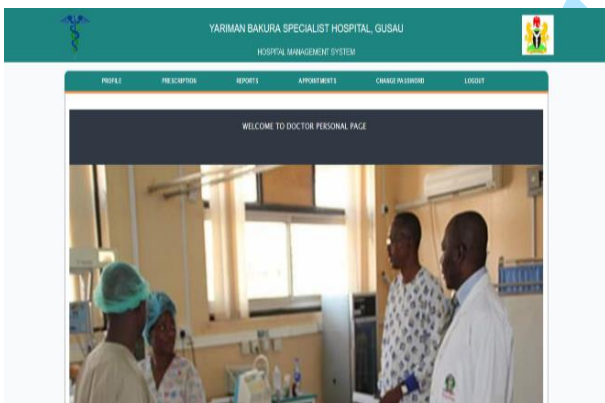 YARIMAN BAKURA SPECIALIST HOSPITAL, GUSAU
HOSPITAL MANAGEMENT SYSTEM
PROFILE PRESCRIPTION REPORTS APPOINTMENTS CHANGE PASSWORD LOGOUT
WELCOME TO DOCTOR PERSONAL PAGE